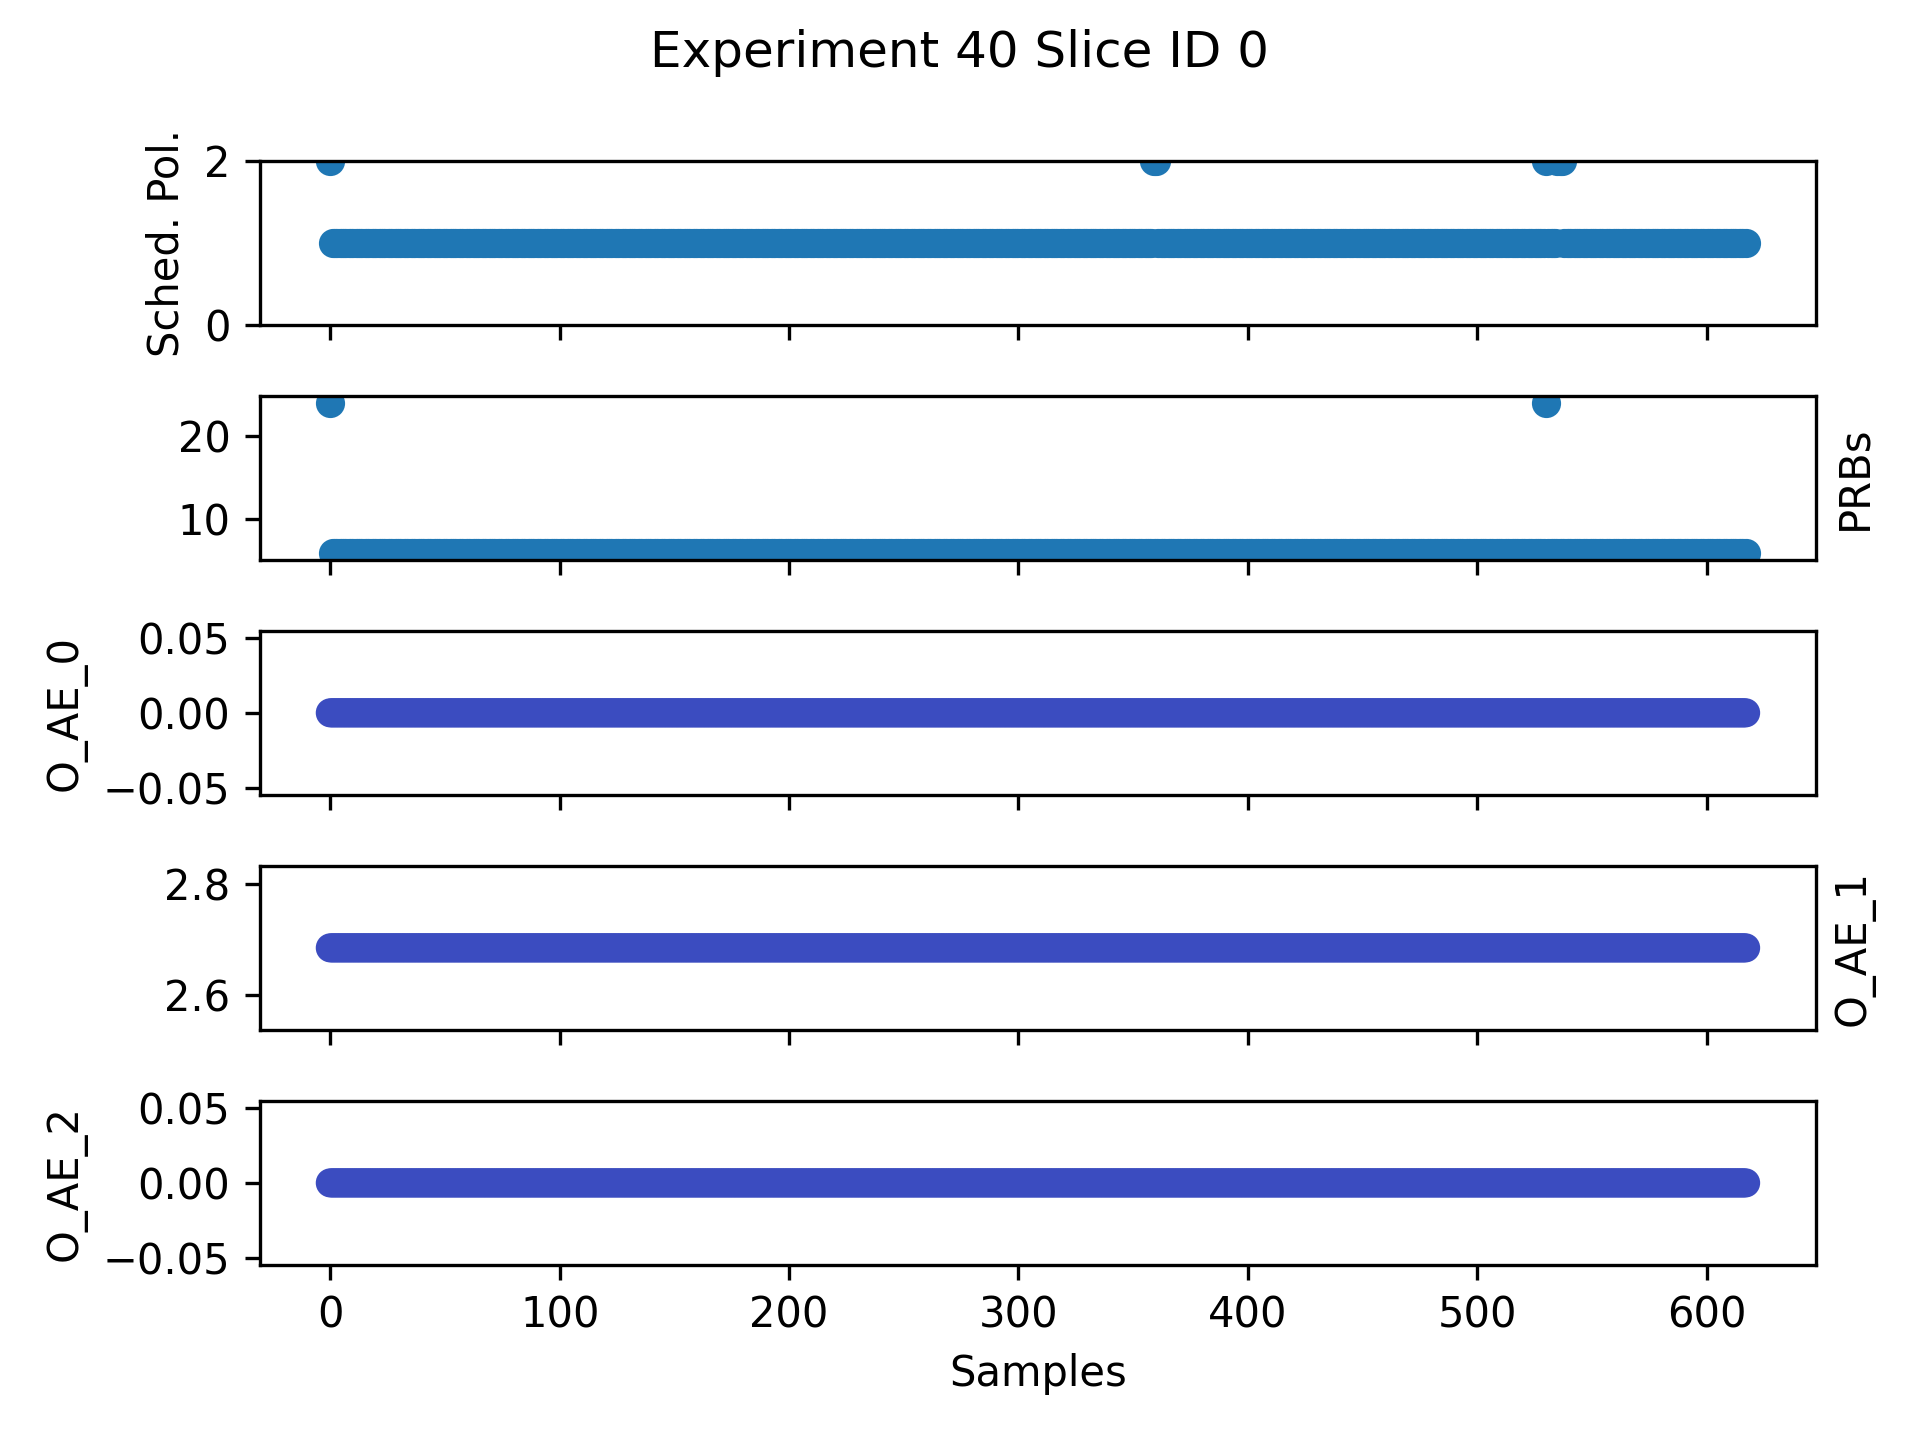 Experiment 40 Slice ID 0
Sched. Pol.
2
0
20
10
PRBs
O_AE_0
0.05
0.00
−0.05
2.8
2.6
O_AE_1
O_AE_2
0.05
0.00
−0.05
0 100 200 300 400 500 600
Samples